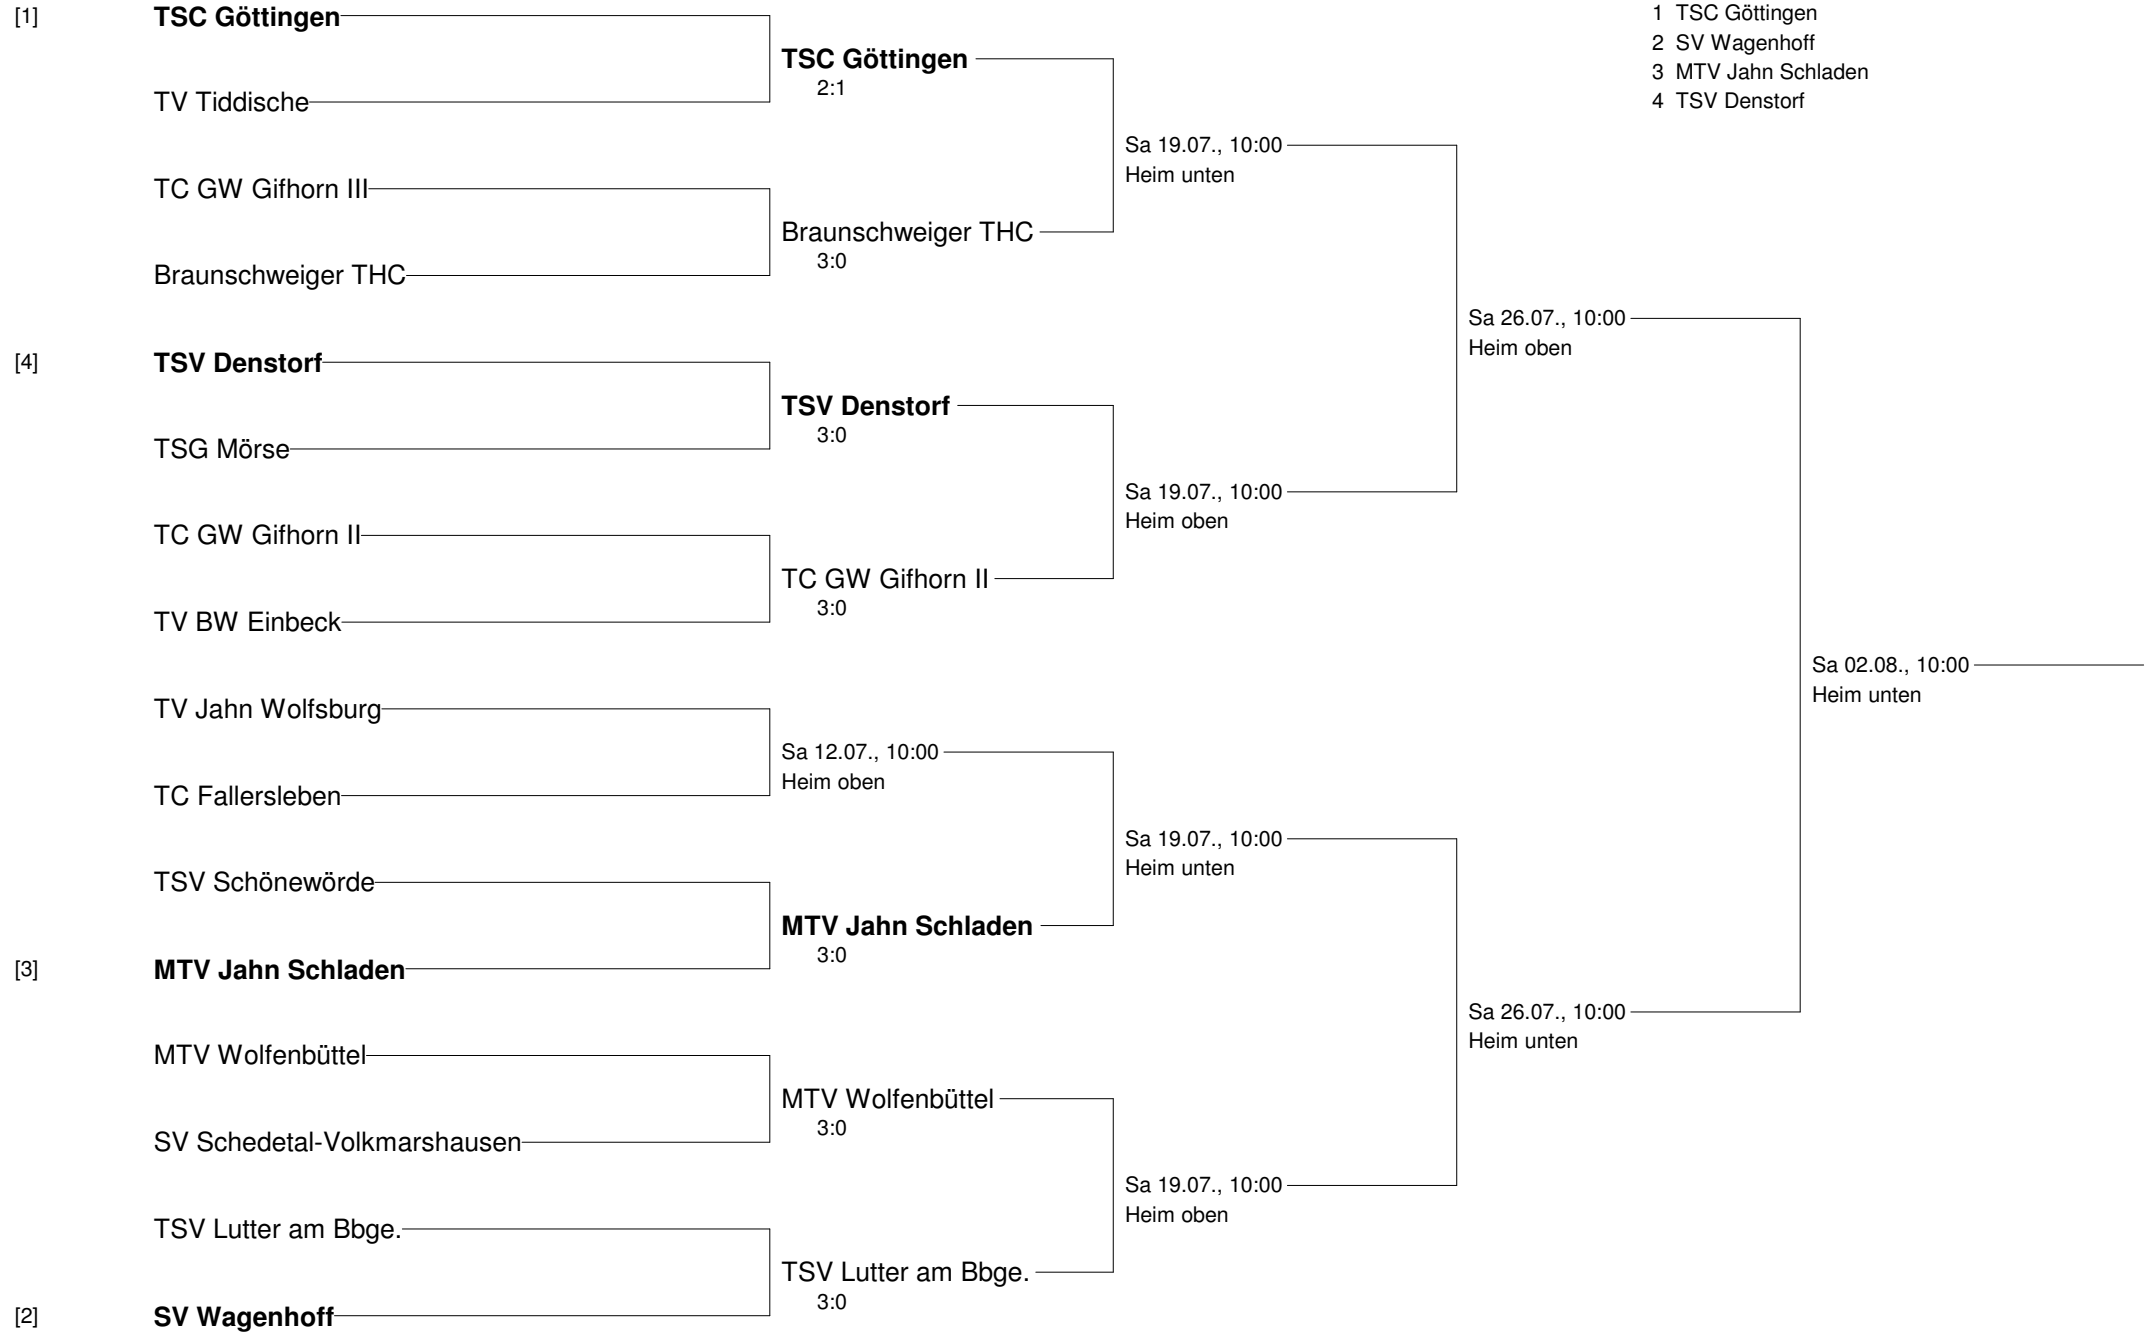 [1] TSC Göttingen
TV Tiddische
TC GW Gifhorn III
Braunschweiger THC
[4] TSV Denstorf
TSG Mörse
TC GW Gifhorn II
TV BW Einbeck
TV Jahn Wolfsburg
TC Fallersleben
TSV Schönewörde
[3] MTV Jahn Schladen
MTV Wolfenbüttel
SV Schedetal-Volkmarshausen
TSV Lutter am Bbge.
[2] SV Wagenhoff
TSC Göttingen
2:1
Braunschweiger THC
3:0
TSV Denstorf
3:0
TC GW Gifhorn II
3:0
Sa 12.07., 10:00
Heim oben
MTV Jahn Schladen
3:0
MTV Wolfenbüttel
3:0
TSV Lutter am Bbge.
3:0
Sa 19.07., 10:00
Heim unten
Sa 19.07., 10:00
Heim oben
Sa 19.07., 10:00
Heim unten
Sa 19.07., 10:00
Heim oben
Sa 26.07., 10:00
Heim oben
Sa 26.07., 10:00
Heim unten
Sa 02.08., 10:00
Heim unten
1 TSC Göttingen
2 SV Wagenhoff
3 MTV Jahn Schladen
4 TSV Denstorf